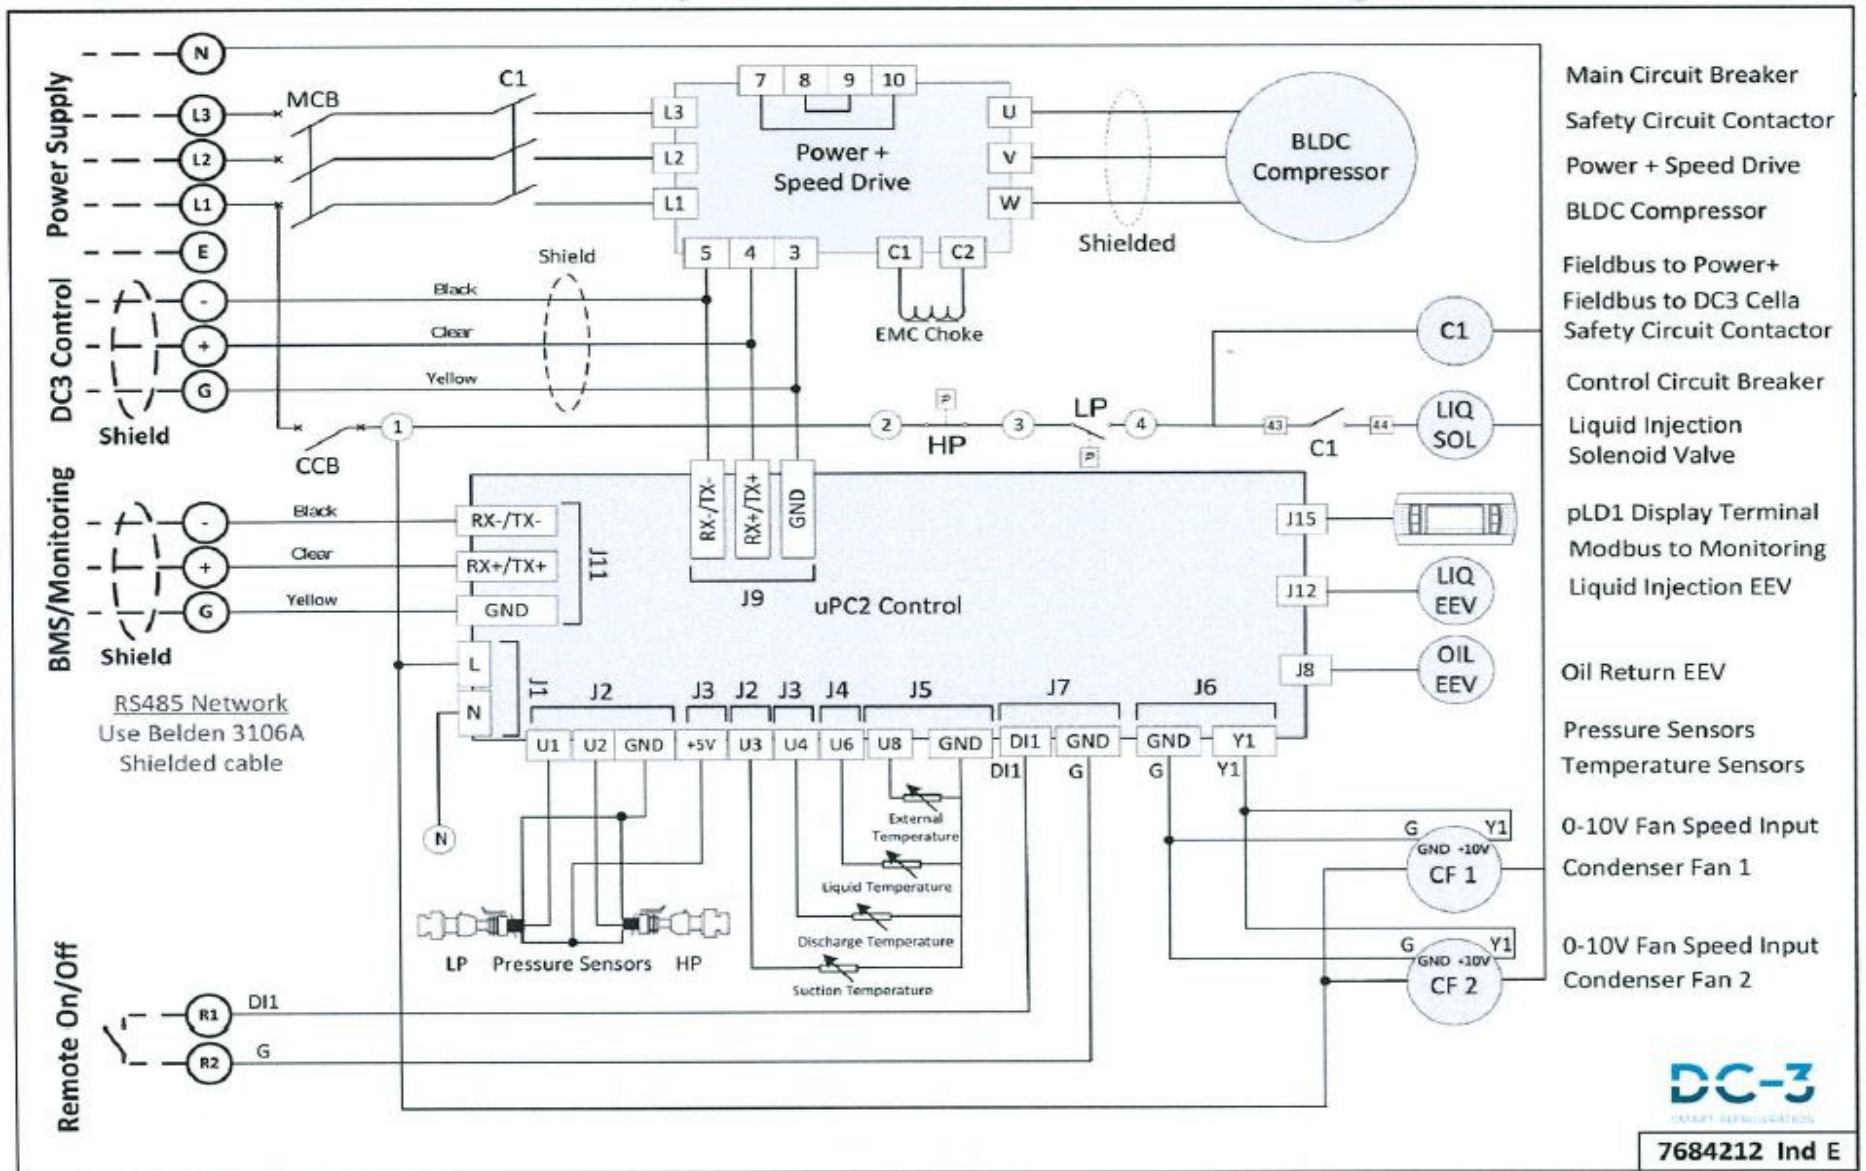 Power Supply
N
L3
L2
L1
E
MCB
C1
L3
L2
L1
7 8 9 10
Power +
Speed Drive
U
V
W
5 4 3
C1 C2
EMC Choke
Shielded
BLDC
Compressor
DC3 Control
-
+
G
Shield
Black
Clear
Yellow
Shield
CCB
1
2
HP
P
3
LP
P
4
43
C1
44
C1
LIQ
SOL
BMS/Monitoring
-
+
G
Shield
Black
Clear
Yellow
RX-/TX-
RX+/TX+
GND
J11
RX-/TX-
RX+/TX+
GND
J9
uPC2 Control
J15
J12
J8
LIQ
EEV
OIL
EEV
RS485 Network
Use Belden 3106A
Shielded cable
L
N
J1
N
J2 J3 J2 J3 J4 J5 J7 J6
U1 U2 GND +5V U3 U4 U6 U8 GND DI1 GND GND Y1
DI1 G G Y1
External
Temperature
Liquid Temperature
Discharge Temperature
Suction Temperature
LP Pressure Sensors HP
G Y1
GND +10V
CF 1
G Y1
GND +10V
CF 2
Remote On/Off
R1
DI1
R2
G
Main Circuit Breaker
Safety Circuit Contactor
Power + Speed Drive
BLDC Compressor
Fieldbus to Power+
Fieldbus to DC3 Cella
Safety Circuit Contactor
Control Circuit Breaker
Liquid Injection
Solenoid Valve
pLD1 Display Terminal
Modbus to Monitoring
Liquid Injection EEV
Oil Return EEV
Pressure Sensors
Temperature Sensors
0-10V Fan Speed Input
Condenser Fan 1
0-10V Fan Speed Input
Condenser Fan 2
DC-3
SMART REFRIGERATION
7684212 Ind E